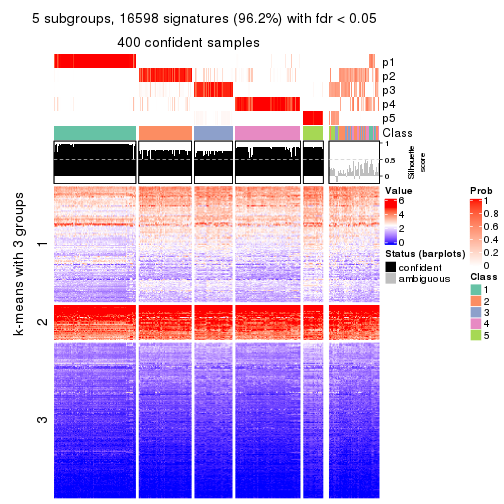 5 subgroups, 16598 signatures (96.2%) with fdr < 0.05
400 confident samples
p1
p2
p3
p4
p5
Class
1
0.5
0
Silhouette
score
k-means with 3 groups
1
2
3
Value
6
4
2
0
Status (barplots)
confident
ambiguous
Prob
1
0.8
0.6
0.4
0.2
0
Class
1
2
3
4
5